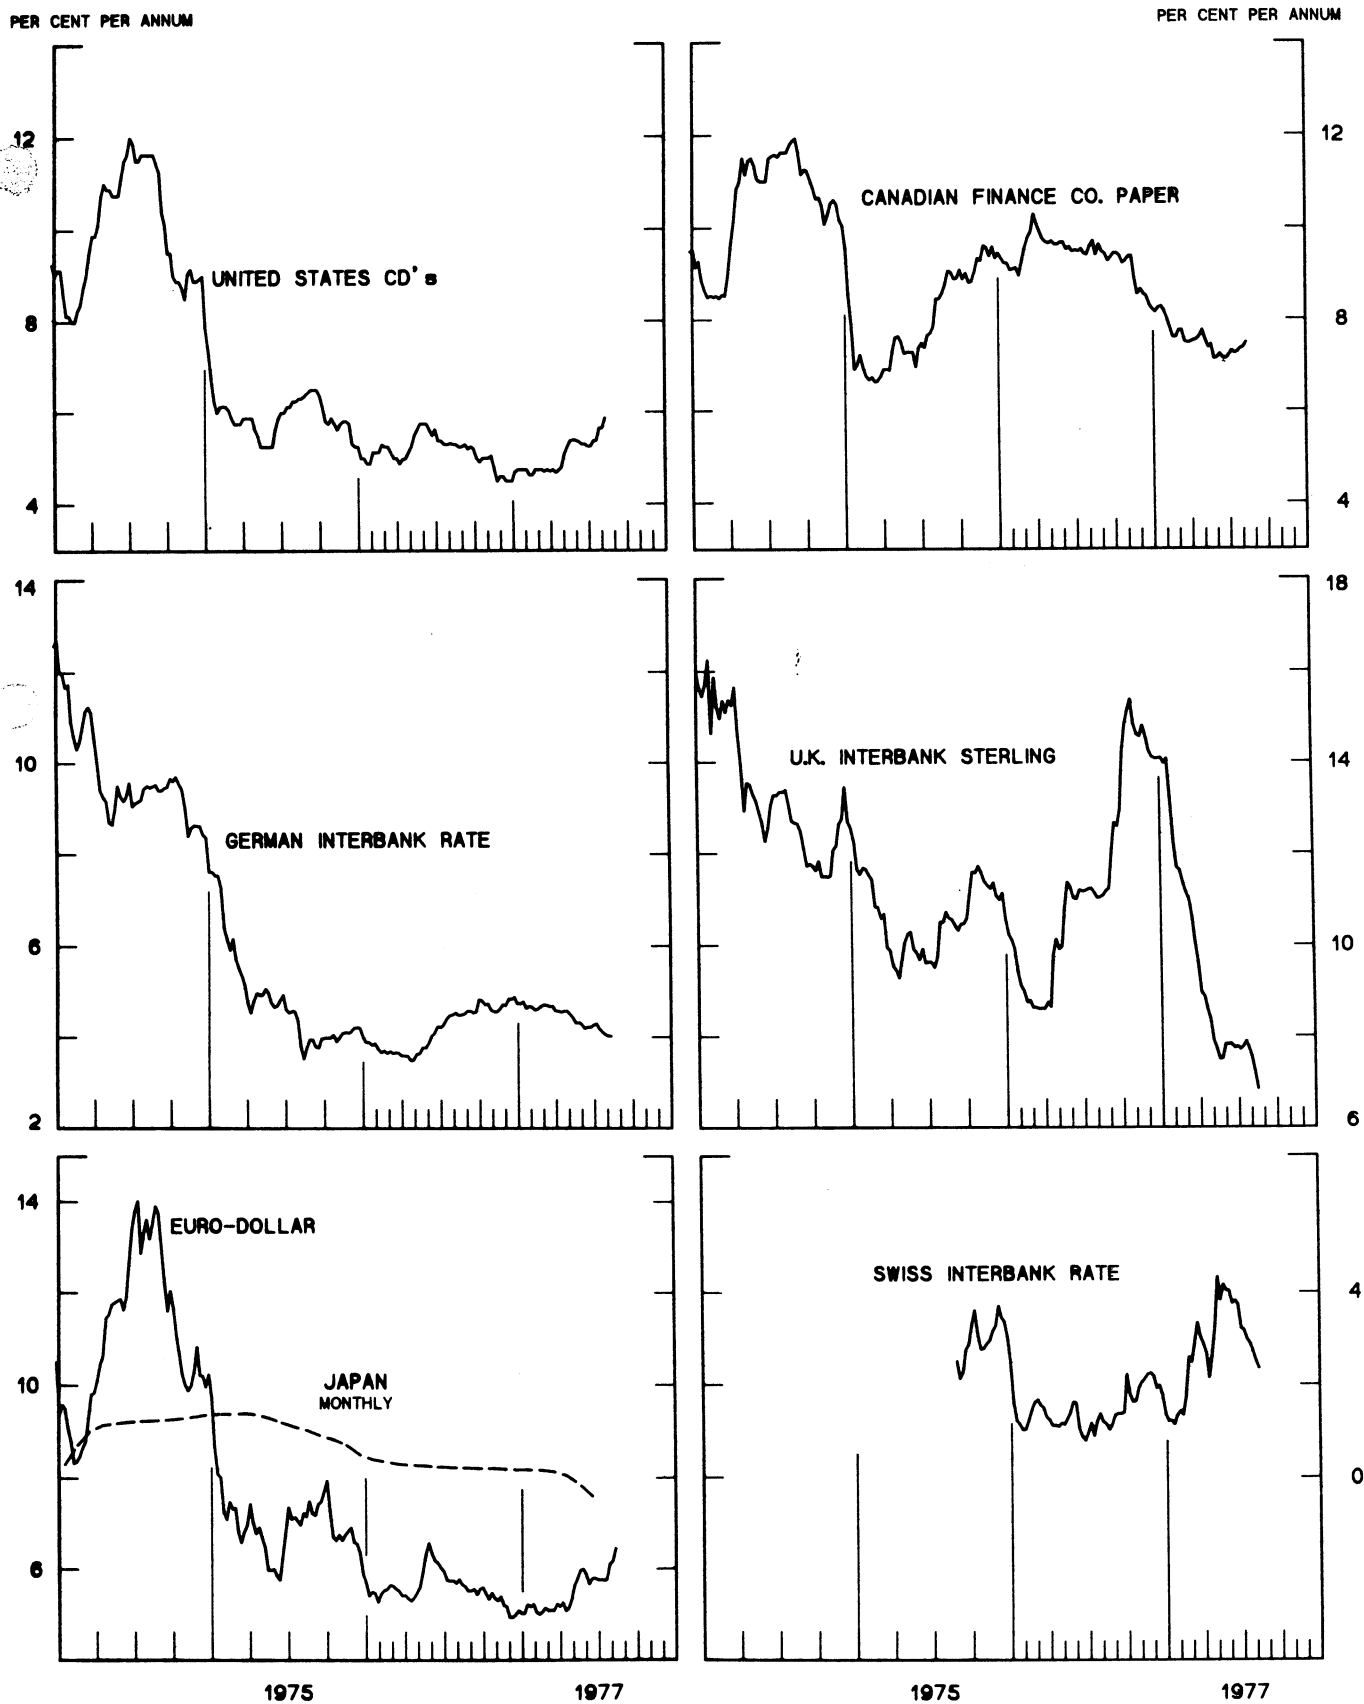 PER CENT PER ANNUM
PER CENT PER ANNUM
12
8
4
UNITED STATES CD's
CANADIAN FINANCE CO. PAPER
12
8
4
14
10
6
2
GERMAN INTERBANK RATE
U.K. INTERBANK STERLING
18
14
10
6
14
10
6
EURO-DOLLAR
JAPAN
MONTHLY
SWISS INTERBANK RATE
4
0
1975
1977
1975
1977